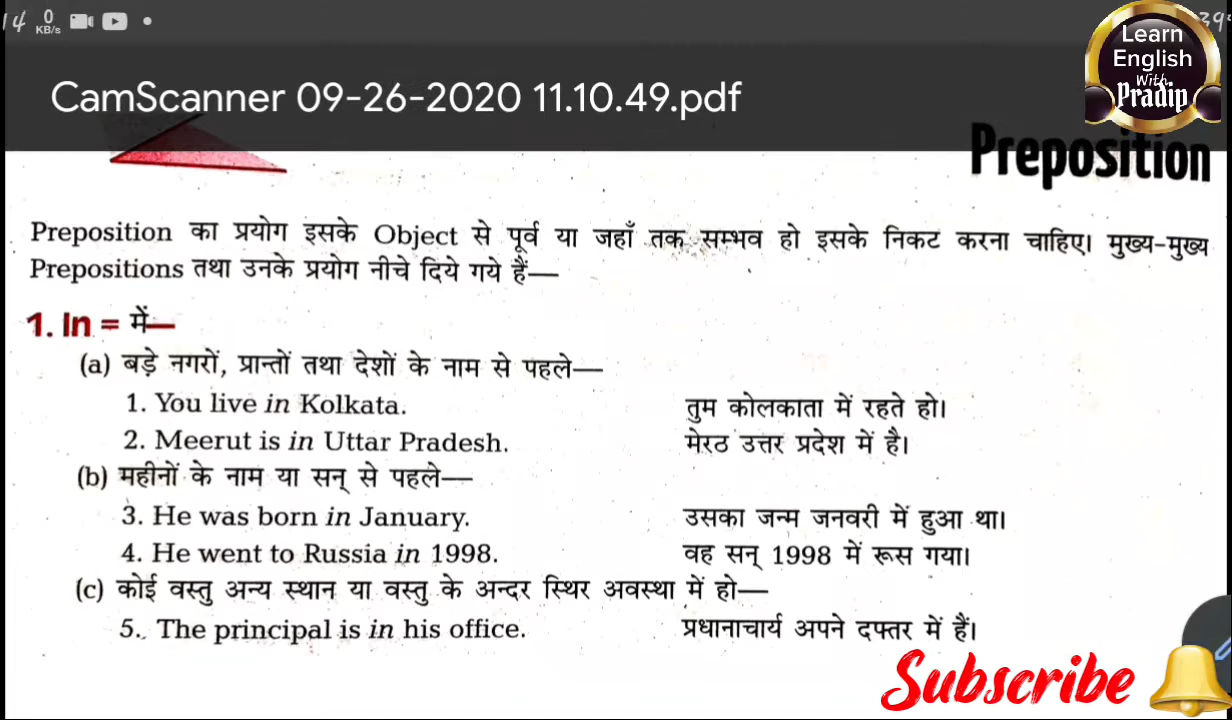 14 0 KB/s
39
Learn English With Pradip
CamScanner 09-26-2020 11.10.49.pdf
Preposition
Preposition का प्रयोग इसके Object से पूर्व या जहाँ तक सम्भव हो इसके निकट करना चाहिए। मुख्य-मुख्य
Prepositions तथा उनके प्रयोग नीचे दिये गये हैं—
1. In = में—
(a) बड़े नगरों, प्रान्तों तथा देशों के नाम से पहले—
1. You live in Kolkata. तुम कोलकाता में रहते हो।
2. Meerut is in Uttar Pradesh. मेरठ उत्तर प्रदेश में है।
(b) महीनों के नाम या सन् से पहले—
3. He was born in January. उसका जन्म जनवरी में हुआ था।
4. He went to Russia in 1998. वह सन् 1998 में रूस गया।
(c) कोई वस्तु अन्य स्थान या वस्तु के अन्दर स्थिर अवस्था में हो—
5. The principal is in his office. प्रधानाचार्य अपने दफ्तर में हैं।
Subscribe